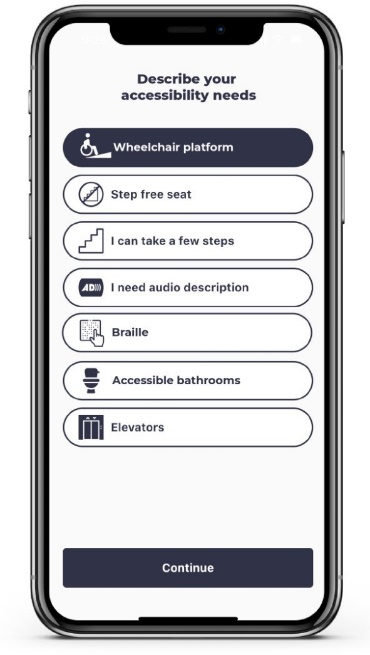 Describe your
accessibility needs
Wheelchair platform
Step free seat
I can take a few steps
AD I need audio description
Braille
Accessible bathrooms
Elevators
Continue